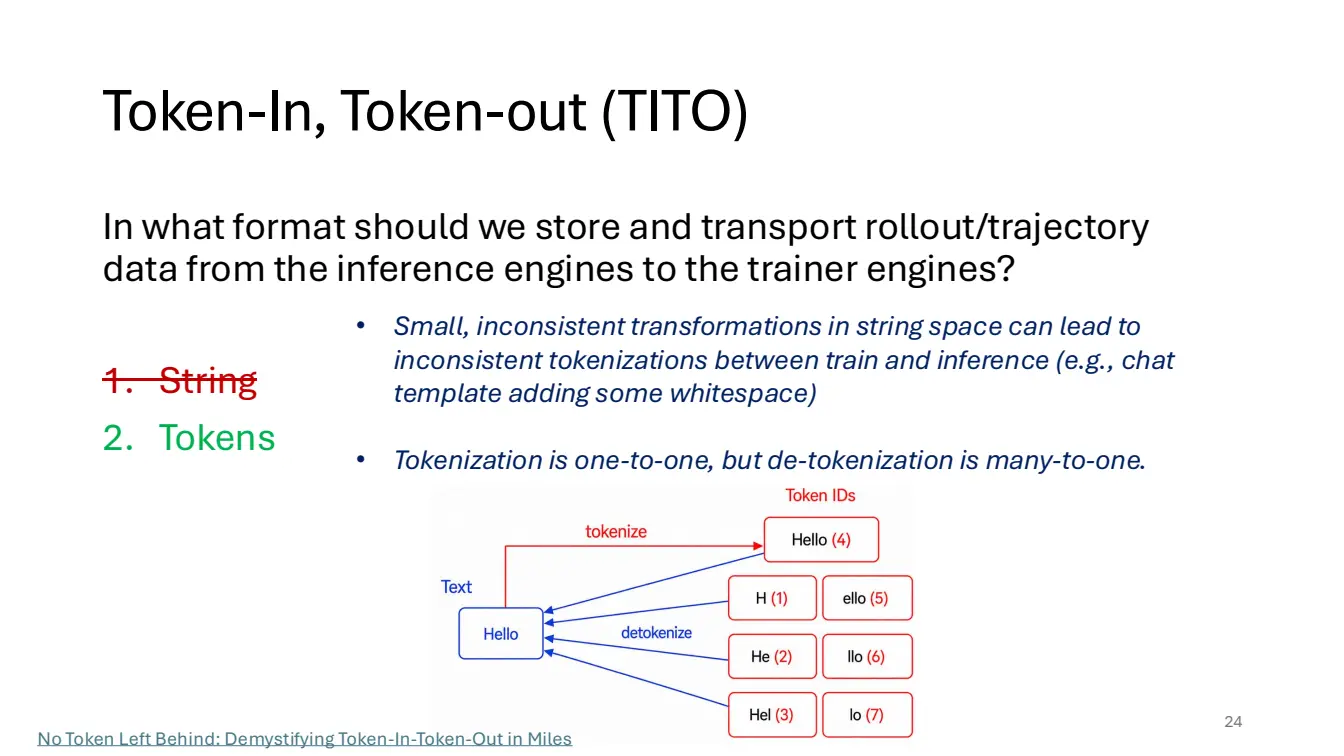 Token-In, Token-out (TITO)
In what format should we store and transport rollout/trajectory
data from the inference engines to the trainer engines?
1. String
2. Tokens
• Small, inconsistent transformations in string space can lead to
inconsistent tokenizations between train and inference (e.g., chat
template adding some whitespace)
• Tokenization is one-to-one, but de-tokenization is many-to-one.
Token IDs
tokenize
Hello (4)
Text
H (1) ello (5)
Hello
detokenize
He (2) llo (6)
Hel (3) lo (7)
No Token Left Behind: Demystifying Token-In-Token-Out in Miles
24